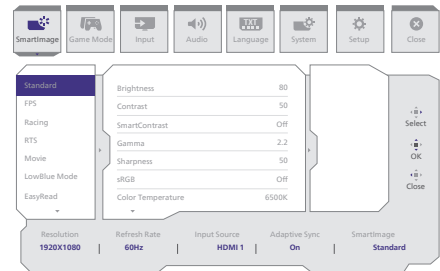 SmartImage Game Mode Input Audio TXT Language System Setup Close
Standard
FPS
Racing
RTS
Movie
LowBlue Mode
EasyRead
Brightness 80
Contrast 50
SmartContrast Off
Gamma 2.2
Sharpness 50
sRGB Off
Color Temperature 6500K
Select
OK
Close
Resolution Refresh Rate Input Source Adaptive Sync SmartImage
1920X1080 | 60Hz | HDMI 1 | On | Standard